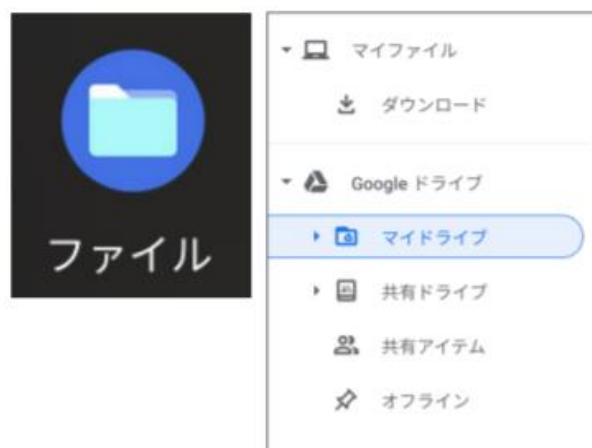 ファイル
マイファイル
ダウンロード
Google ドライブ
マイドライブ
共有ドライブ
共有アイテム
オフライン